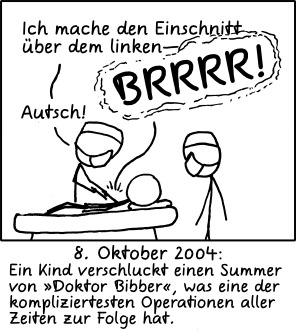 Ich mache den Einschnitt
über dem linken—
BRRRR!
Autsch!
8. Oktober 2004:
Ein Kind verschluckt einen Summer
von »Doktor Bibber«, was eine der
kompliziertesten Operationen aller
Zeiten zur Folge hat.